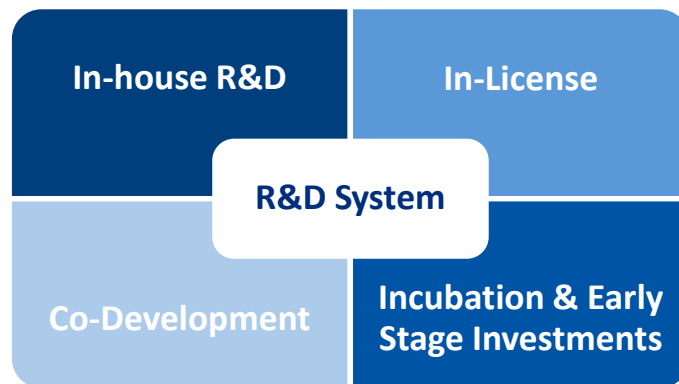 In-house R&D
In-License
R&D System
Co-Development
Incubation & Early
Stage Investments